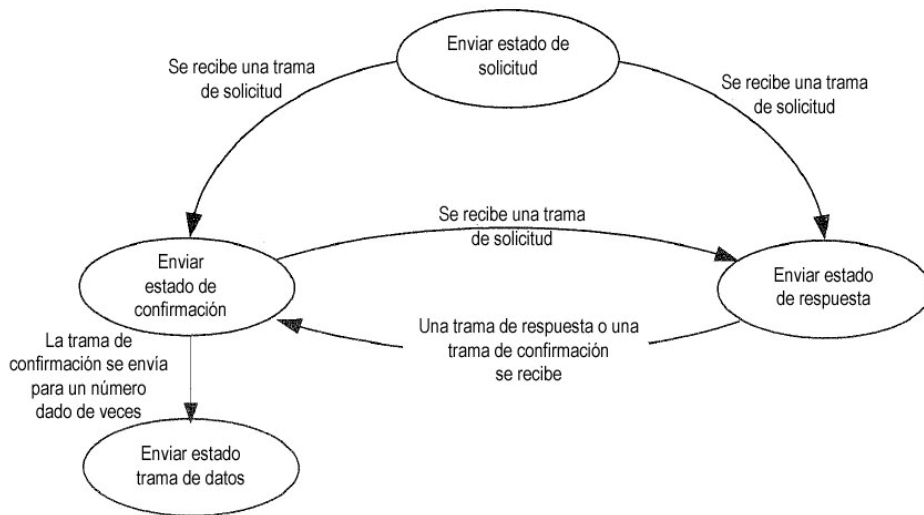 Enviar estado de
solicitud
Se recibe una trama
de solicitud
Se recibe una trama
de solicitud
Se recibe una trama
de solicitud
Enviar
estado de
confirmación
Enviar estado
de respuesta
Una trama de respuesta o una
trama de confirmación
se recibe
La trama de
confirmación se envía
para un número
dado de veces
Enviar estado
trama de datos